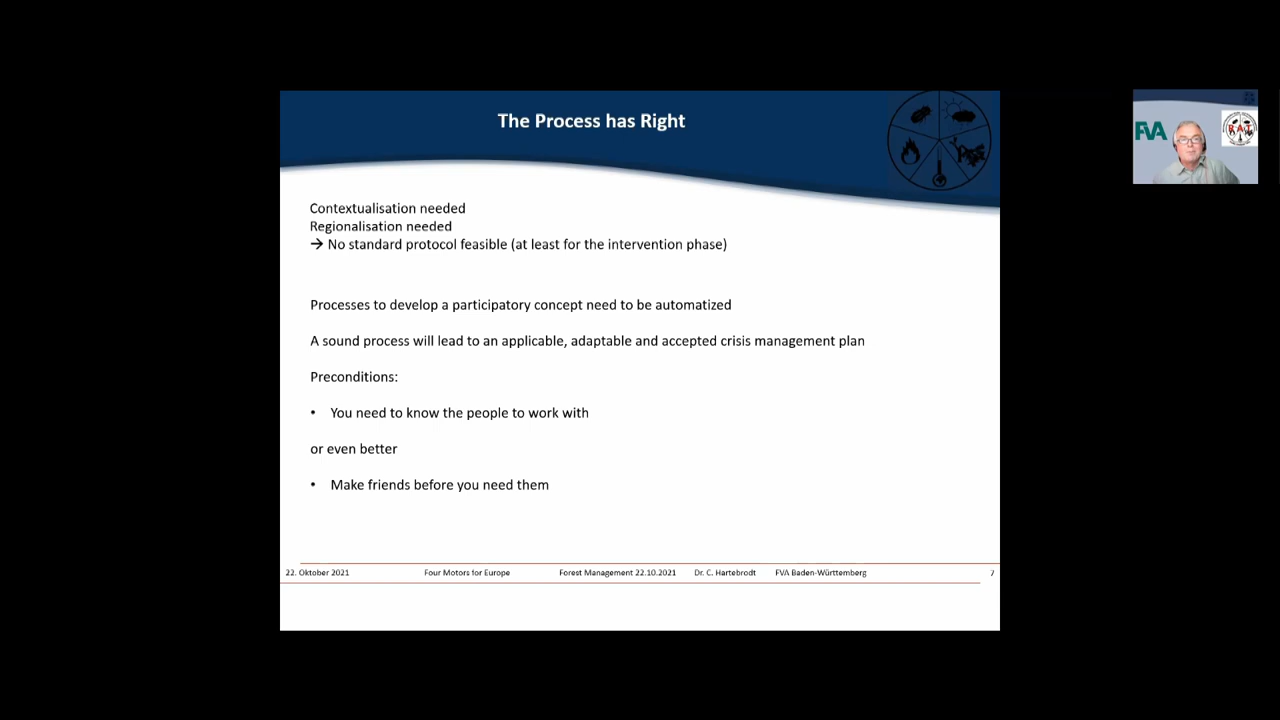 The Process has Right
Contextualisation needed
Regionalisation needed
→ No standard protocol feasible (at least for the intervention phase)
Processes to develop a participatory concept need to be automatized
A sound process will lead to an applicable, adaptable and accepted crisis management plan
Preconditions:
• You need to know the people to work with
or even better
• Make friends before you need them
22. Oktober 2021 Four Motors for Europe Forest Management 22.10.2021 Dr. C. Hartebrodt FVA Baden-Württemberg 7
FVA